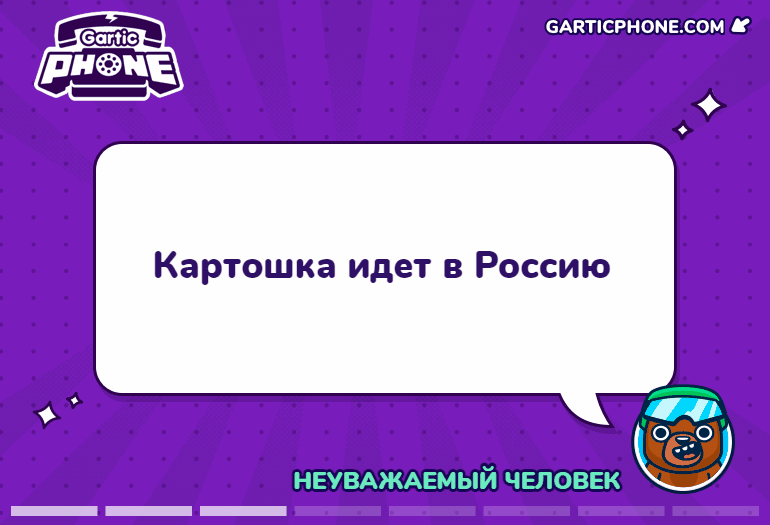 Gartic
PHONE
GARTICPHONE.COM
Картошка идет в Россию
НЕУВАЖАЕМЫЙ ЧЕЛОВЕК